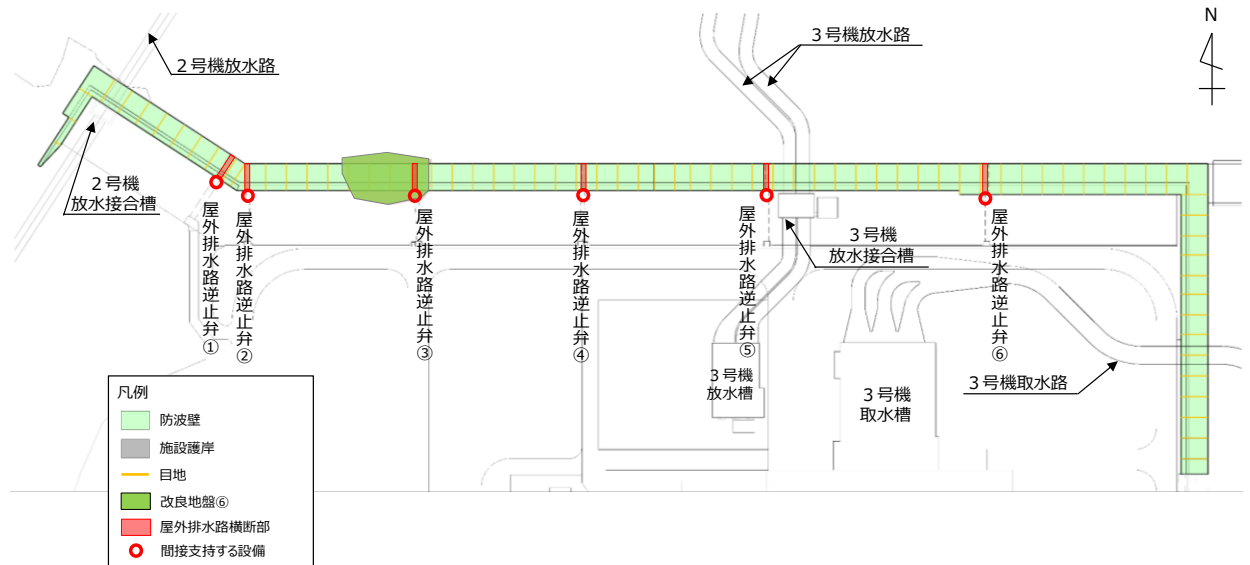 2号機放水路
3号機放水路
N
2号機
放水接合槽
屋外排水路逆止弁①
屋外排水路逆止弁②
屋外排水路逆止弁③
屋外排水路逆止弁④
屋外排水路逆止弁⑤
3号機
放水接合槽
屋外排水路逆止弁⑥
3号機
放水槽
3号機
取水槽
3号機取水路
凡例
防波壁
施設護岸
目地
改良地盤⑥
屋外排水路横断部
間接支持する設備